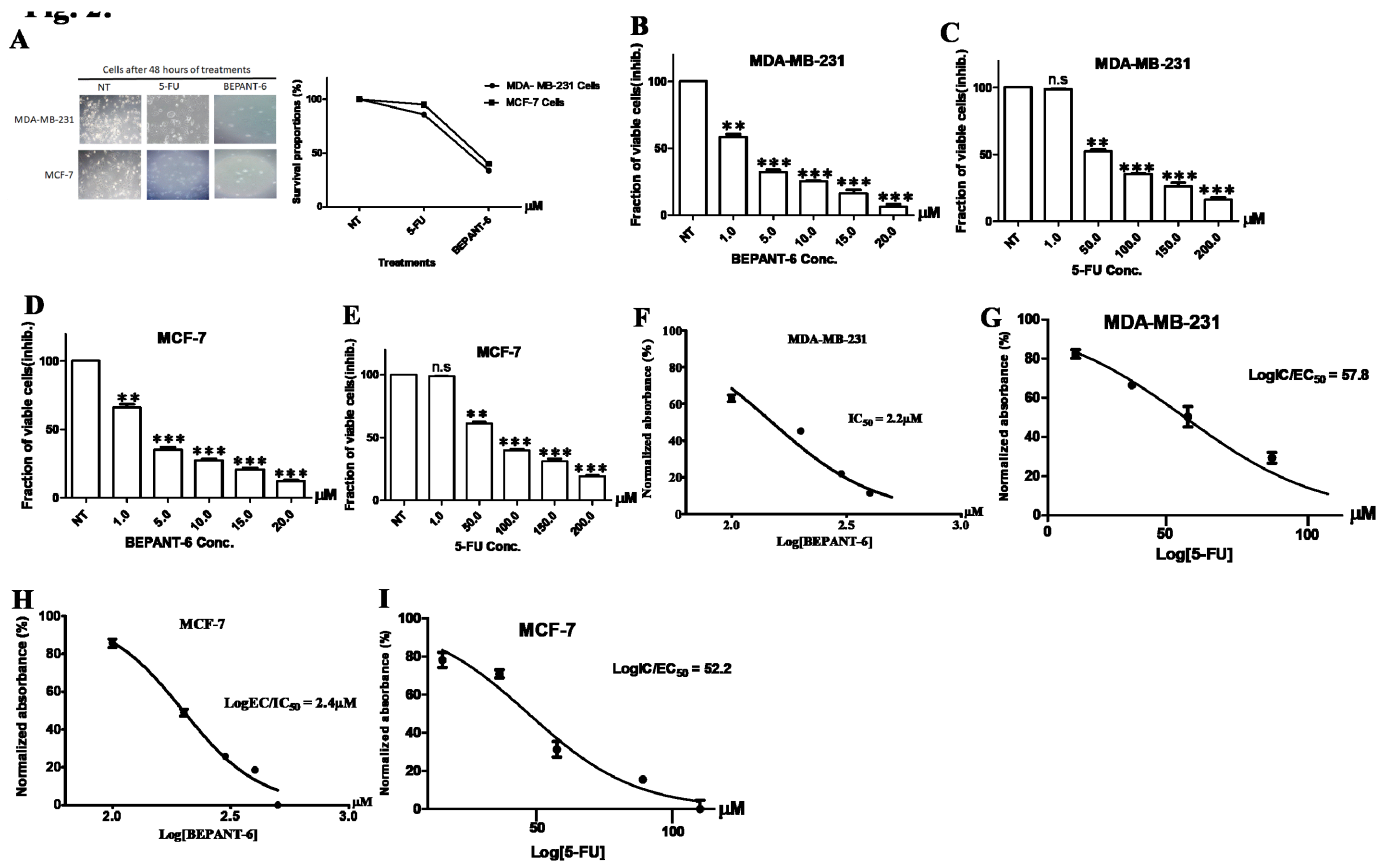 Fig. 2.
A
Cells after 48 hours of treatments
NT 5-FU BEPANT-6
MDA-MB-231
MCF-7
Survival proportions (%)
100
50
0
MDA- MB-231 Cells
MCF-7 Cells
NT 5-FU BEPANT-6
μM
Treatments
B
MDA-MB-231
Fraction of viable cells(inhib.)
100
50
0
** *** *** *** ***
NT 1.0 5.0 10.0 15.0 20.0
μM
BEPANT-6 Conc.
C
MDA-MB-231
Fraction of viable cells(inhib.)
100
50
0
n.s ** *** *** ***
NT 1.0 50.0 100.0 150.0 200.0
μM
5-FU Conc.
D
MCF-7
Fraction of viable cells(inhib.)
100
50
0
** *** *** *** ***
NT 1.0 5.0 10.0 15.0 20.0
μM
BEPANT-6 Conc.
E
MCF-7
Fraction of viable cells(inhib.)
100
50
0
n.s ** *** *** ***
NT 1.0 50.0 100.0 150.0 200.0
μM
5-FU Conc.
F
MDA-MB-231
Normalized absorbance (%)
100
80
60
40
20
0
IC50 = 2.2μM
2.0 2.5 3.0
μM
Log[BEPANT-6]
G
MDA-MB-231
Normalized absorbance (%)
100
80
60
40
20
0
LogIC/EC50 = 57.8
0 50 100
μM
Log[5-FU]
H
MCF-7
Normalized absorbance (%)
100
80
60
40
20
0
LogEC/IC50 = 2.4μM
2.0 2.5 3.0
μM
Log[BEPANT-6]
I
MCF-7
Normalized absorbance (%)
100
80
60
40
20
0
LogIC/EC50 = 52.2
50 100
μM
Log[5-FU]